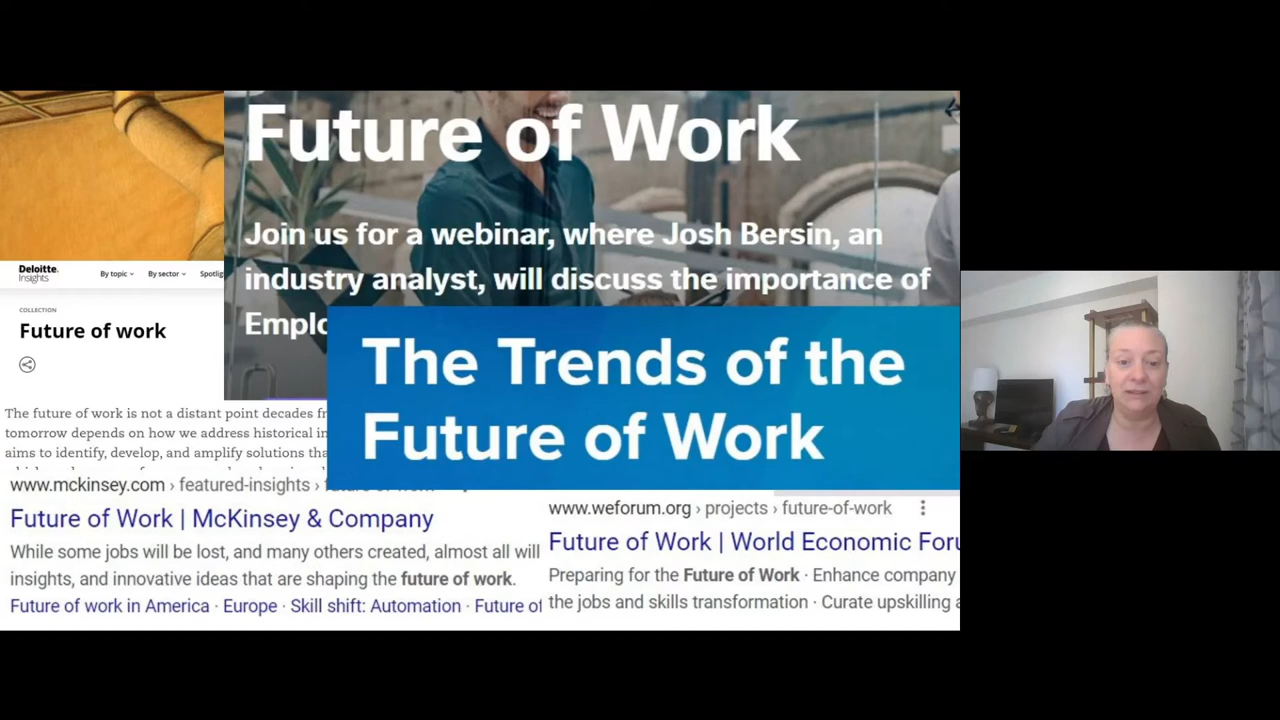 Future of Work
Join us for a webinar, where Josh Bersin, an
industry analyst, will discuss the importance of
Emplo
Deloitte.
Insights
By topic
By sector
Spotlig
COLLECTION
Future of work
The Trends of the
Future of Work
The future of work is not a distant point decades fr
tomorrow depends on how we address historical in
aims to identify, develop, and amplify solutions tha
www.mckinsey.com › featured-insights ›
Future of Work | McKinsey & Company
While some jobs will be lost, and many others created, almost all will
insights, and innovative ideas that are shaping the future of work.
Future of work in America · Europe · Skill shift: Automation · Future of
www.weforum.org › projects › future-of-work
Future of Work | World Economic Foru
Preparing for the Future of Work · Enhance company
the jobs and skills transformation · Curate upskilling a